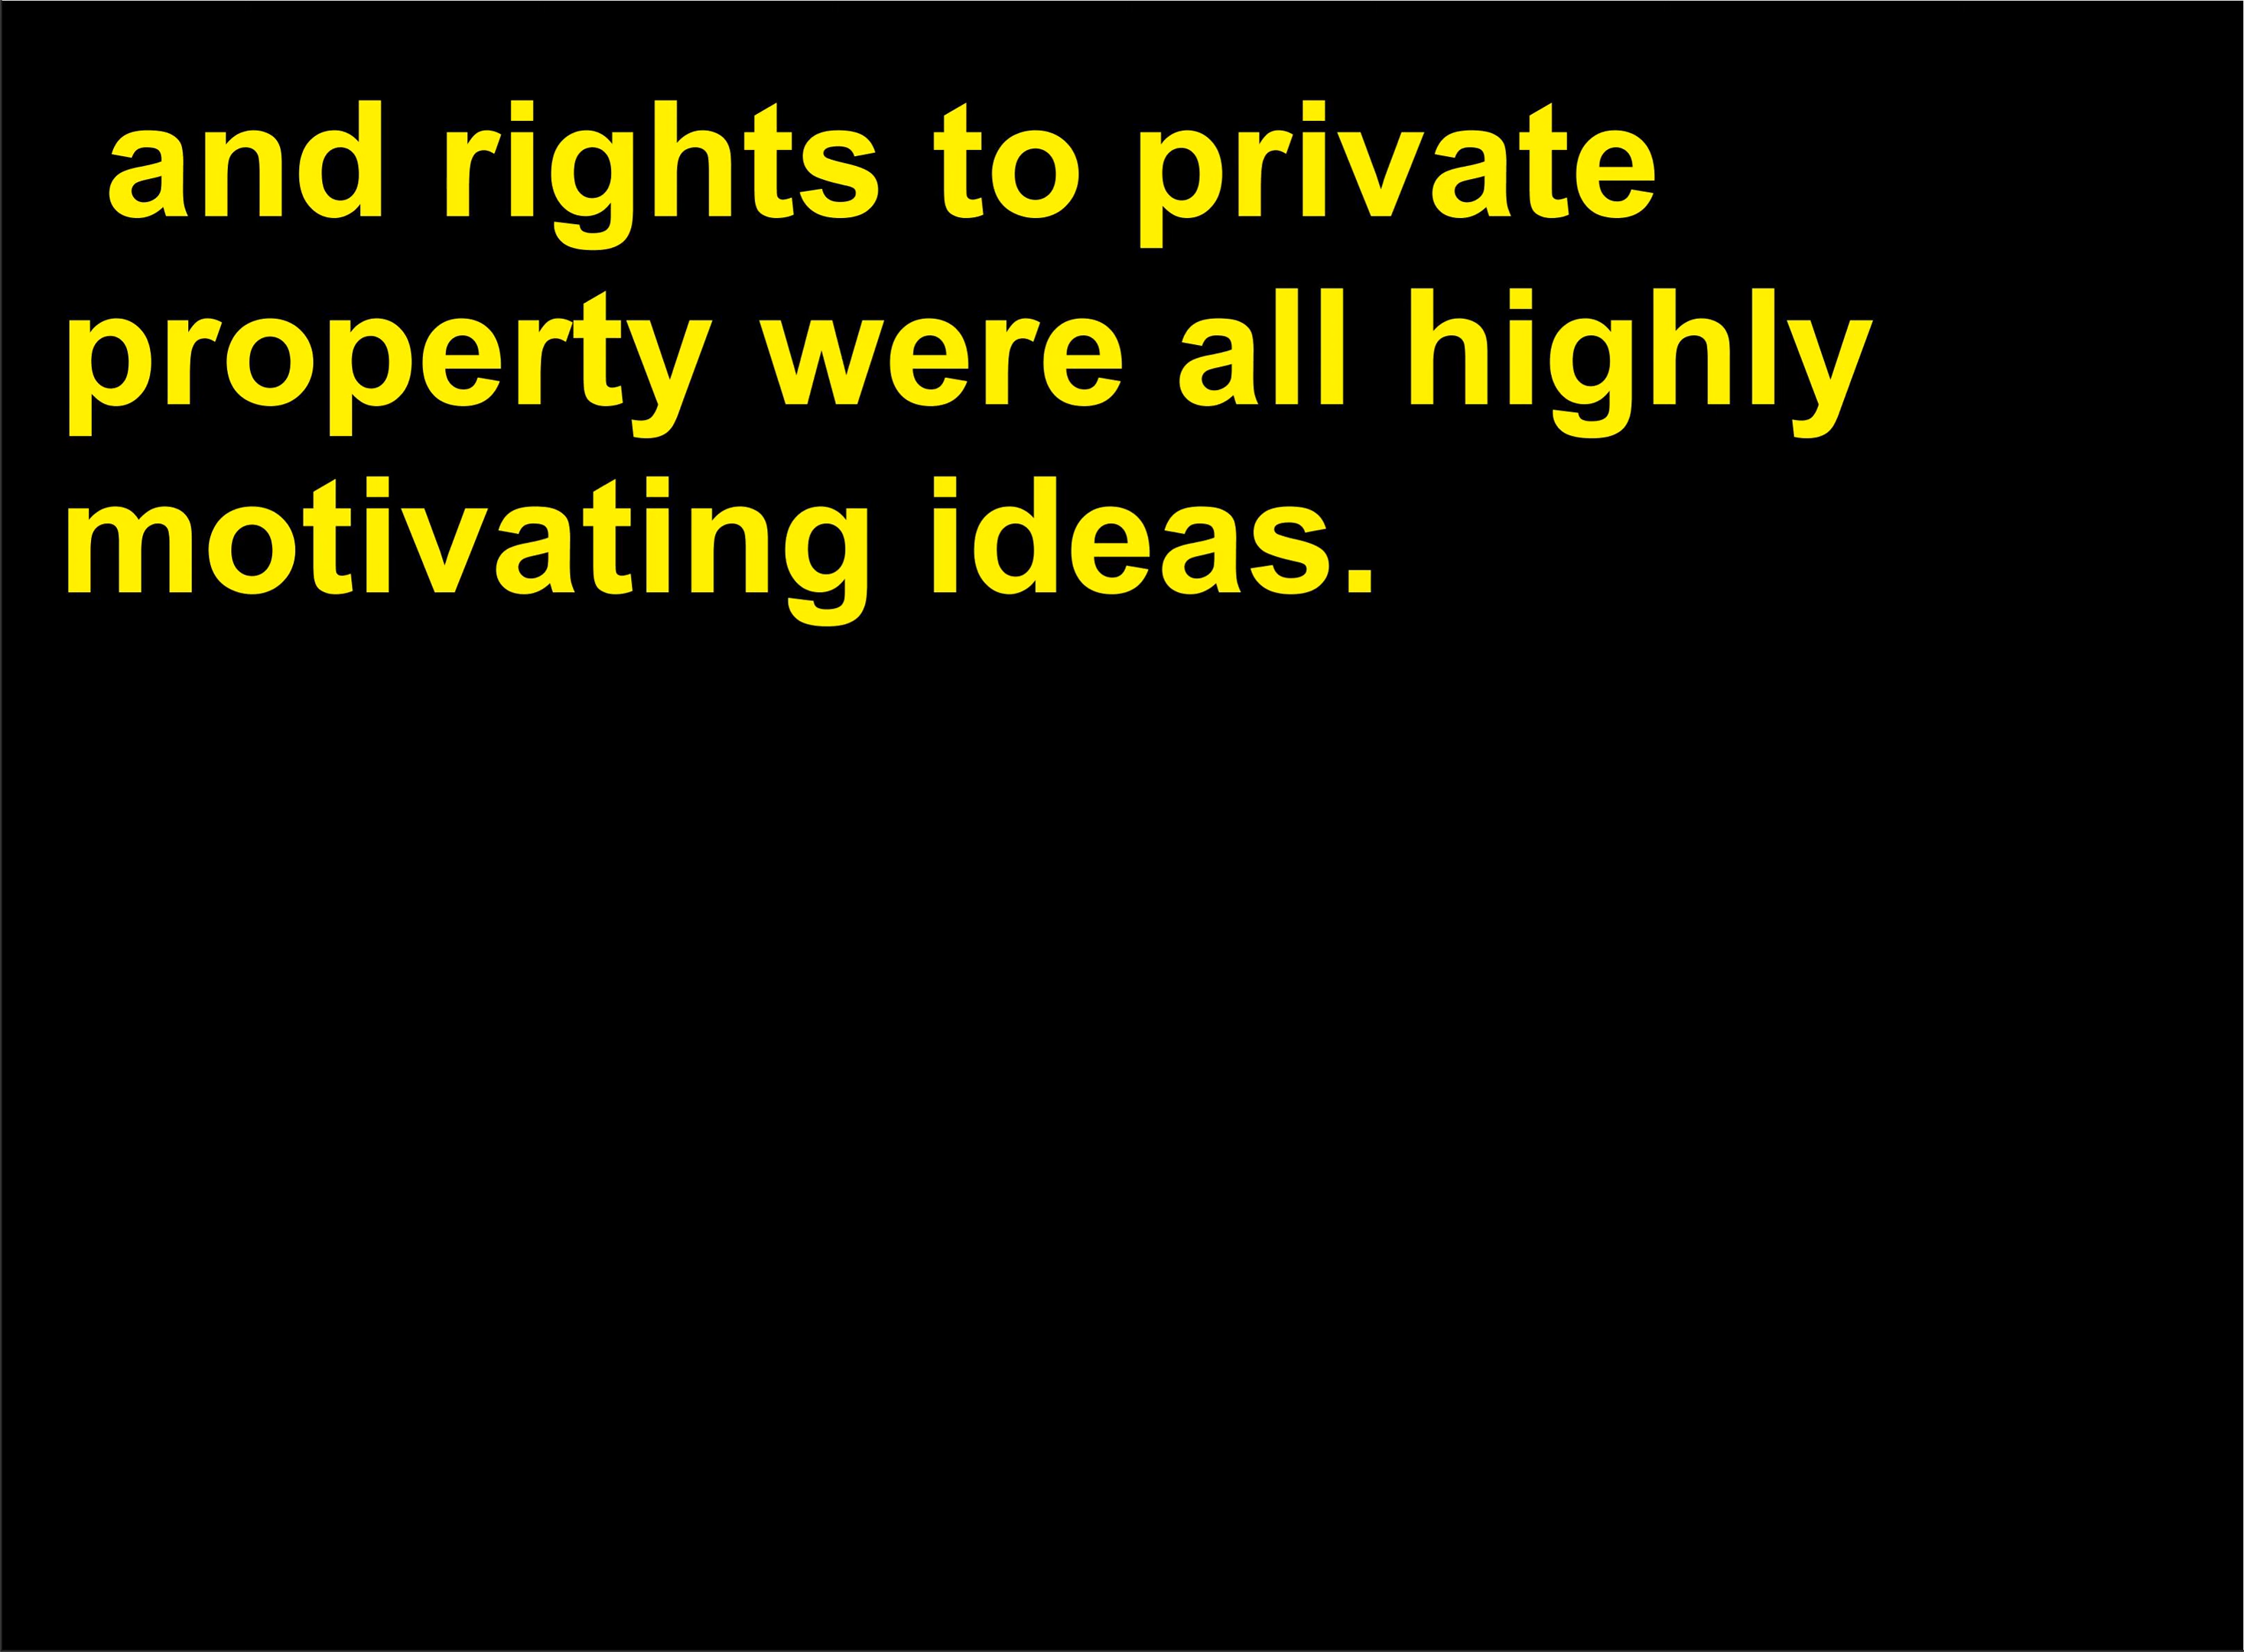 and rights to private
property were all highly
motivating ideas.